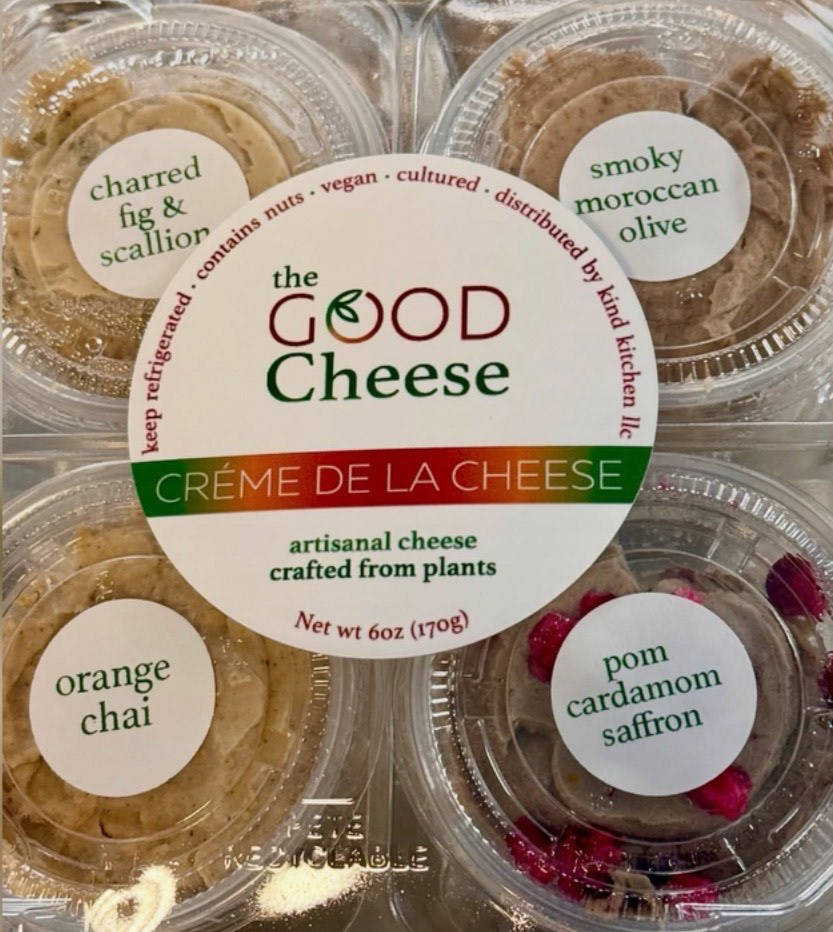 charred
fig &
scallion
smoky
moroccan
olive
keep refrigerated · contains nuts · vegan · cultured · distributed by kind kitchen llc
the
GOOD
Cheese
CRÉME DE LA CHEESE
artisanal cheese
crafted from plants
Net wt 6oz (170g)
orange
chai
pom
cardamom
saffron
RECYCLABLE